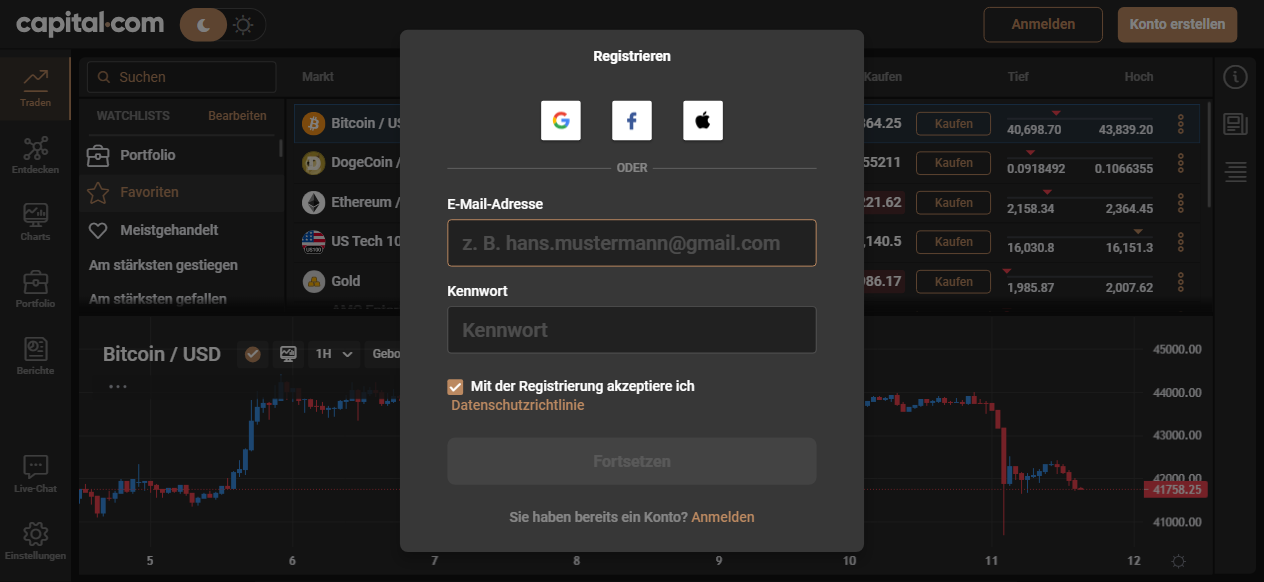 capital.com
Anmelden
Konto erstellen
Traden
Entdecken
Charts
Portfolio
Berichte
Live-Chat
Einstellungen
Suchen
Markt
Kaufen
Tief
Hoch
WATCHLISTS
Bearbeiten
Portfolio
Favoriten
Meistgehandelt
Am stärksten gestiegen
Am stärksten gefallen
Bitcoin / US
364.25
Kaufen
40,698.70
43,839.20
DogeCoin /
55211
Kaufen
0.0918492
0.1066355
Ethereum /
221.62
Kaufen
2,158.34
2,364.45
US Tech 10
,140.5
Kaufen
16,030.8
16,151.3
Gold
986.17
Kaufen
1,985.87
2,007.62
Registrieren
ODER
E-Mail-Adresse
z. B. hans.mustermann@gmail.com
Kennwort
Kennwort
Mit der Registrierung akzeptiere ich
Datenschutzrichtlinie
Fortsetzen
Sie haben bereits ein Konto? Anmelden
Bitcoin / USD
1H
Gebo
45000.00
44000.00
43000.00
42000.00
41758.25
41000.00
5
6
7
8
9
10
11
12